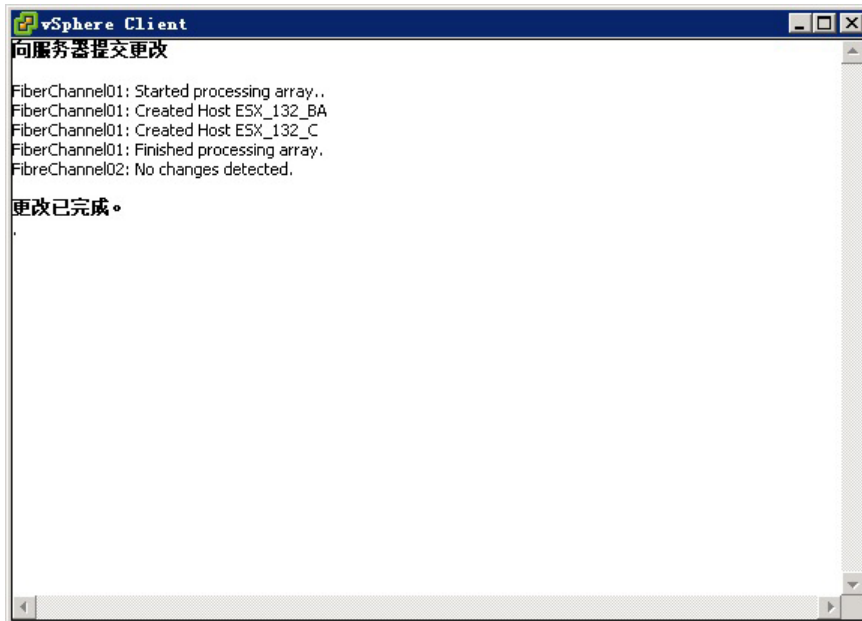 vSphere Client
向服务器提交更改
FiberChannel01: Started processing array..
FiberChannel01: Created Host ESX_132_BA
FiberChannel01: Created Host ESX_132_C
FiberChannel01: Finished processing array.
FibreChannel02: No changes detected.
更改已完成。
.